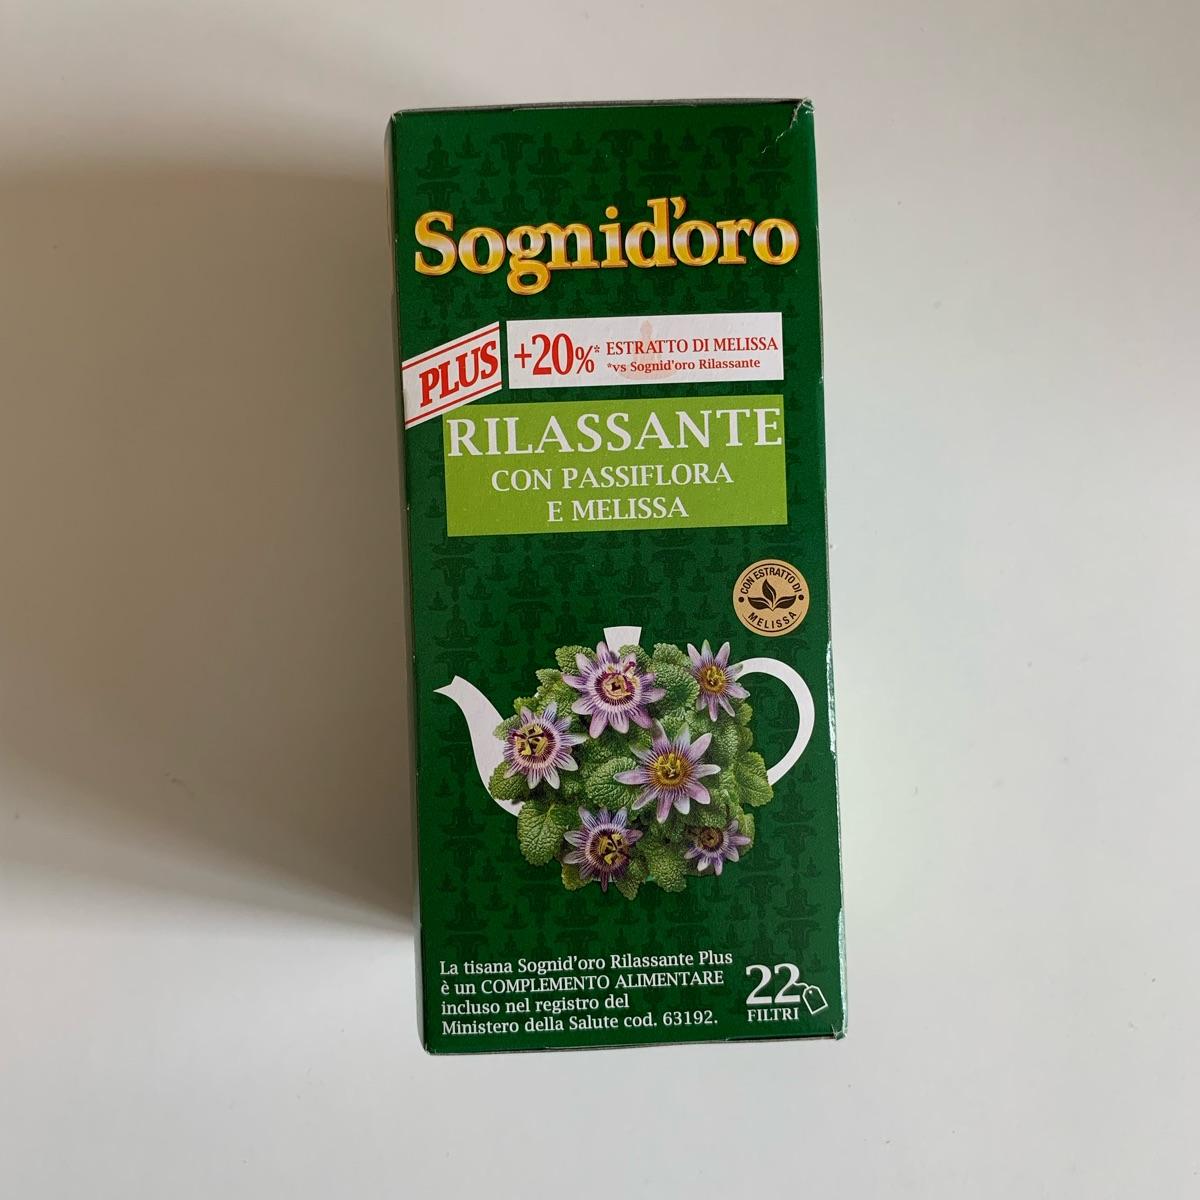 Sognid'oro
PLUS
+20%* ESTRATTO DI MELISSA
*vs Sognid'oro Rilassante
RILASSANTE
CON PASSIFLORA
E MELISSA
• CON ESTRATTO DI •
MELISSA
La tisana Sognid'oro Rilassante Plus
è un COMPLEMENTO ALIMENTARE
incluso nel registro del
Ministero della Salute cod. 63192.
22
FILTRI